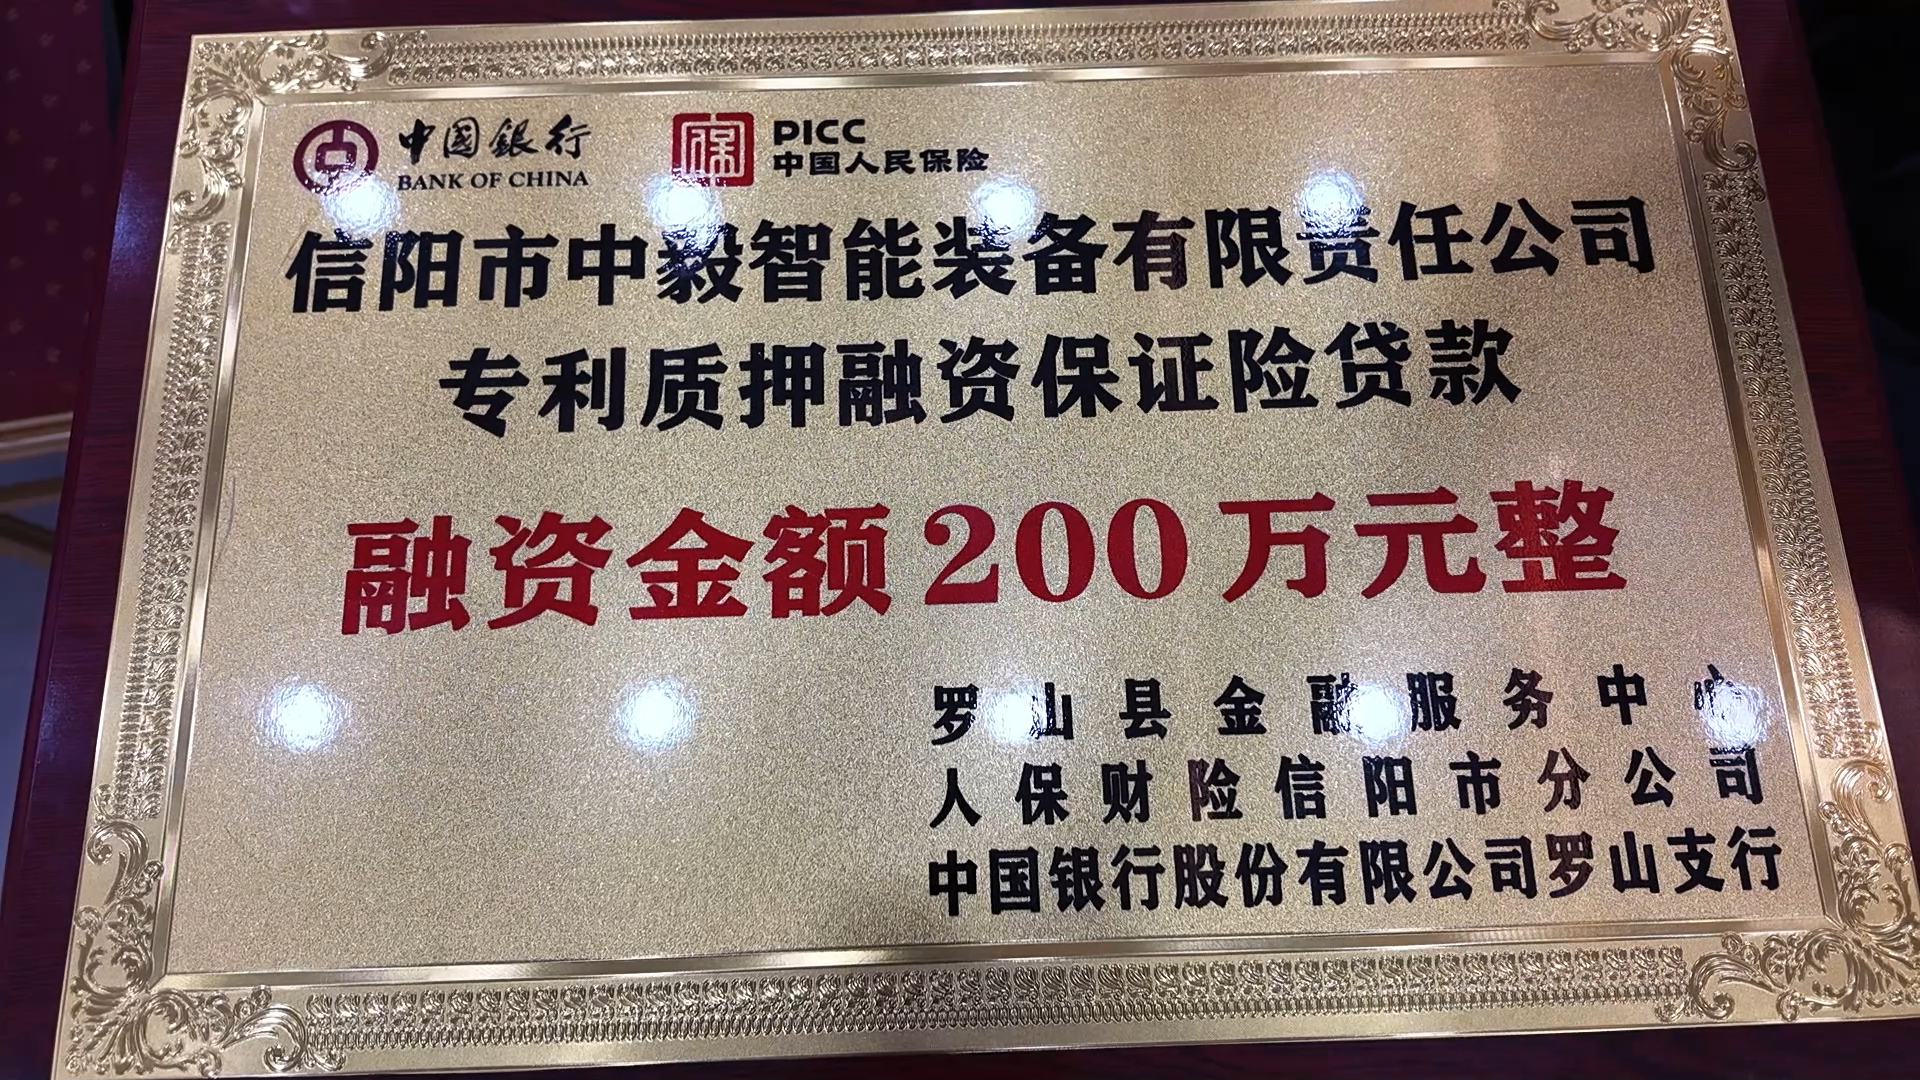 中国银行
BANK OF CHINA
PICC
中国人民保险
信阳市中毅智能装备有限责任公司
专利质押融资保证险贷款
融资金额200万元整
罗山县金融服务中心
人保财险信阳市分公司
中国银行股份有限公司罗山支行